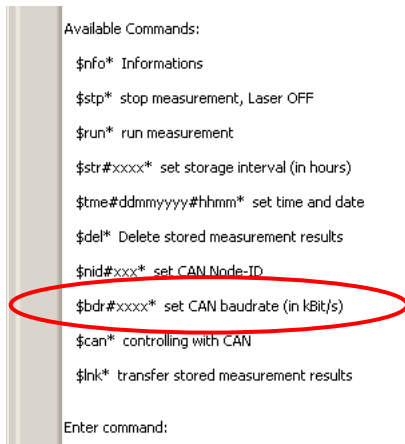 Available Commands:
$nfo* Informations
$stp* stop measurement, Laser OFF
$run* run measurement
$str#xxxx* set storage interval (in hours)
$tme#ddmmyyyy#hhmm* set time and date
$del* Delete stored measurement results
$nid#xxx* set CAN Node-ID
$bdr#xxxx* set CAN baudrate (in kBit/s)
$can* controlling with CAN
$lnk* transfer stored measurement results
Enter command: